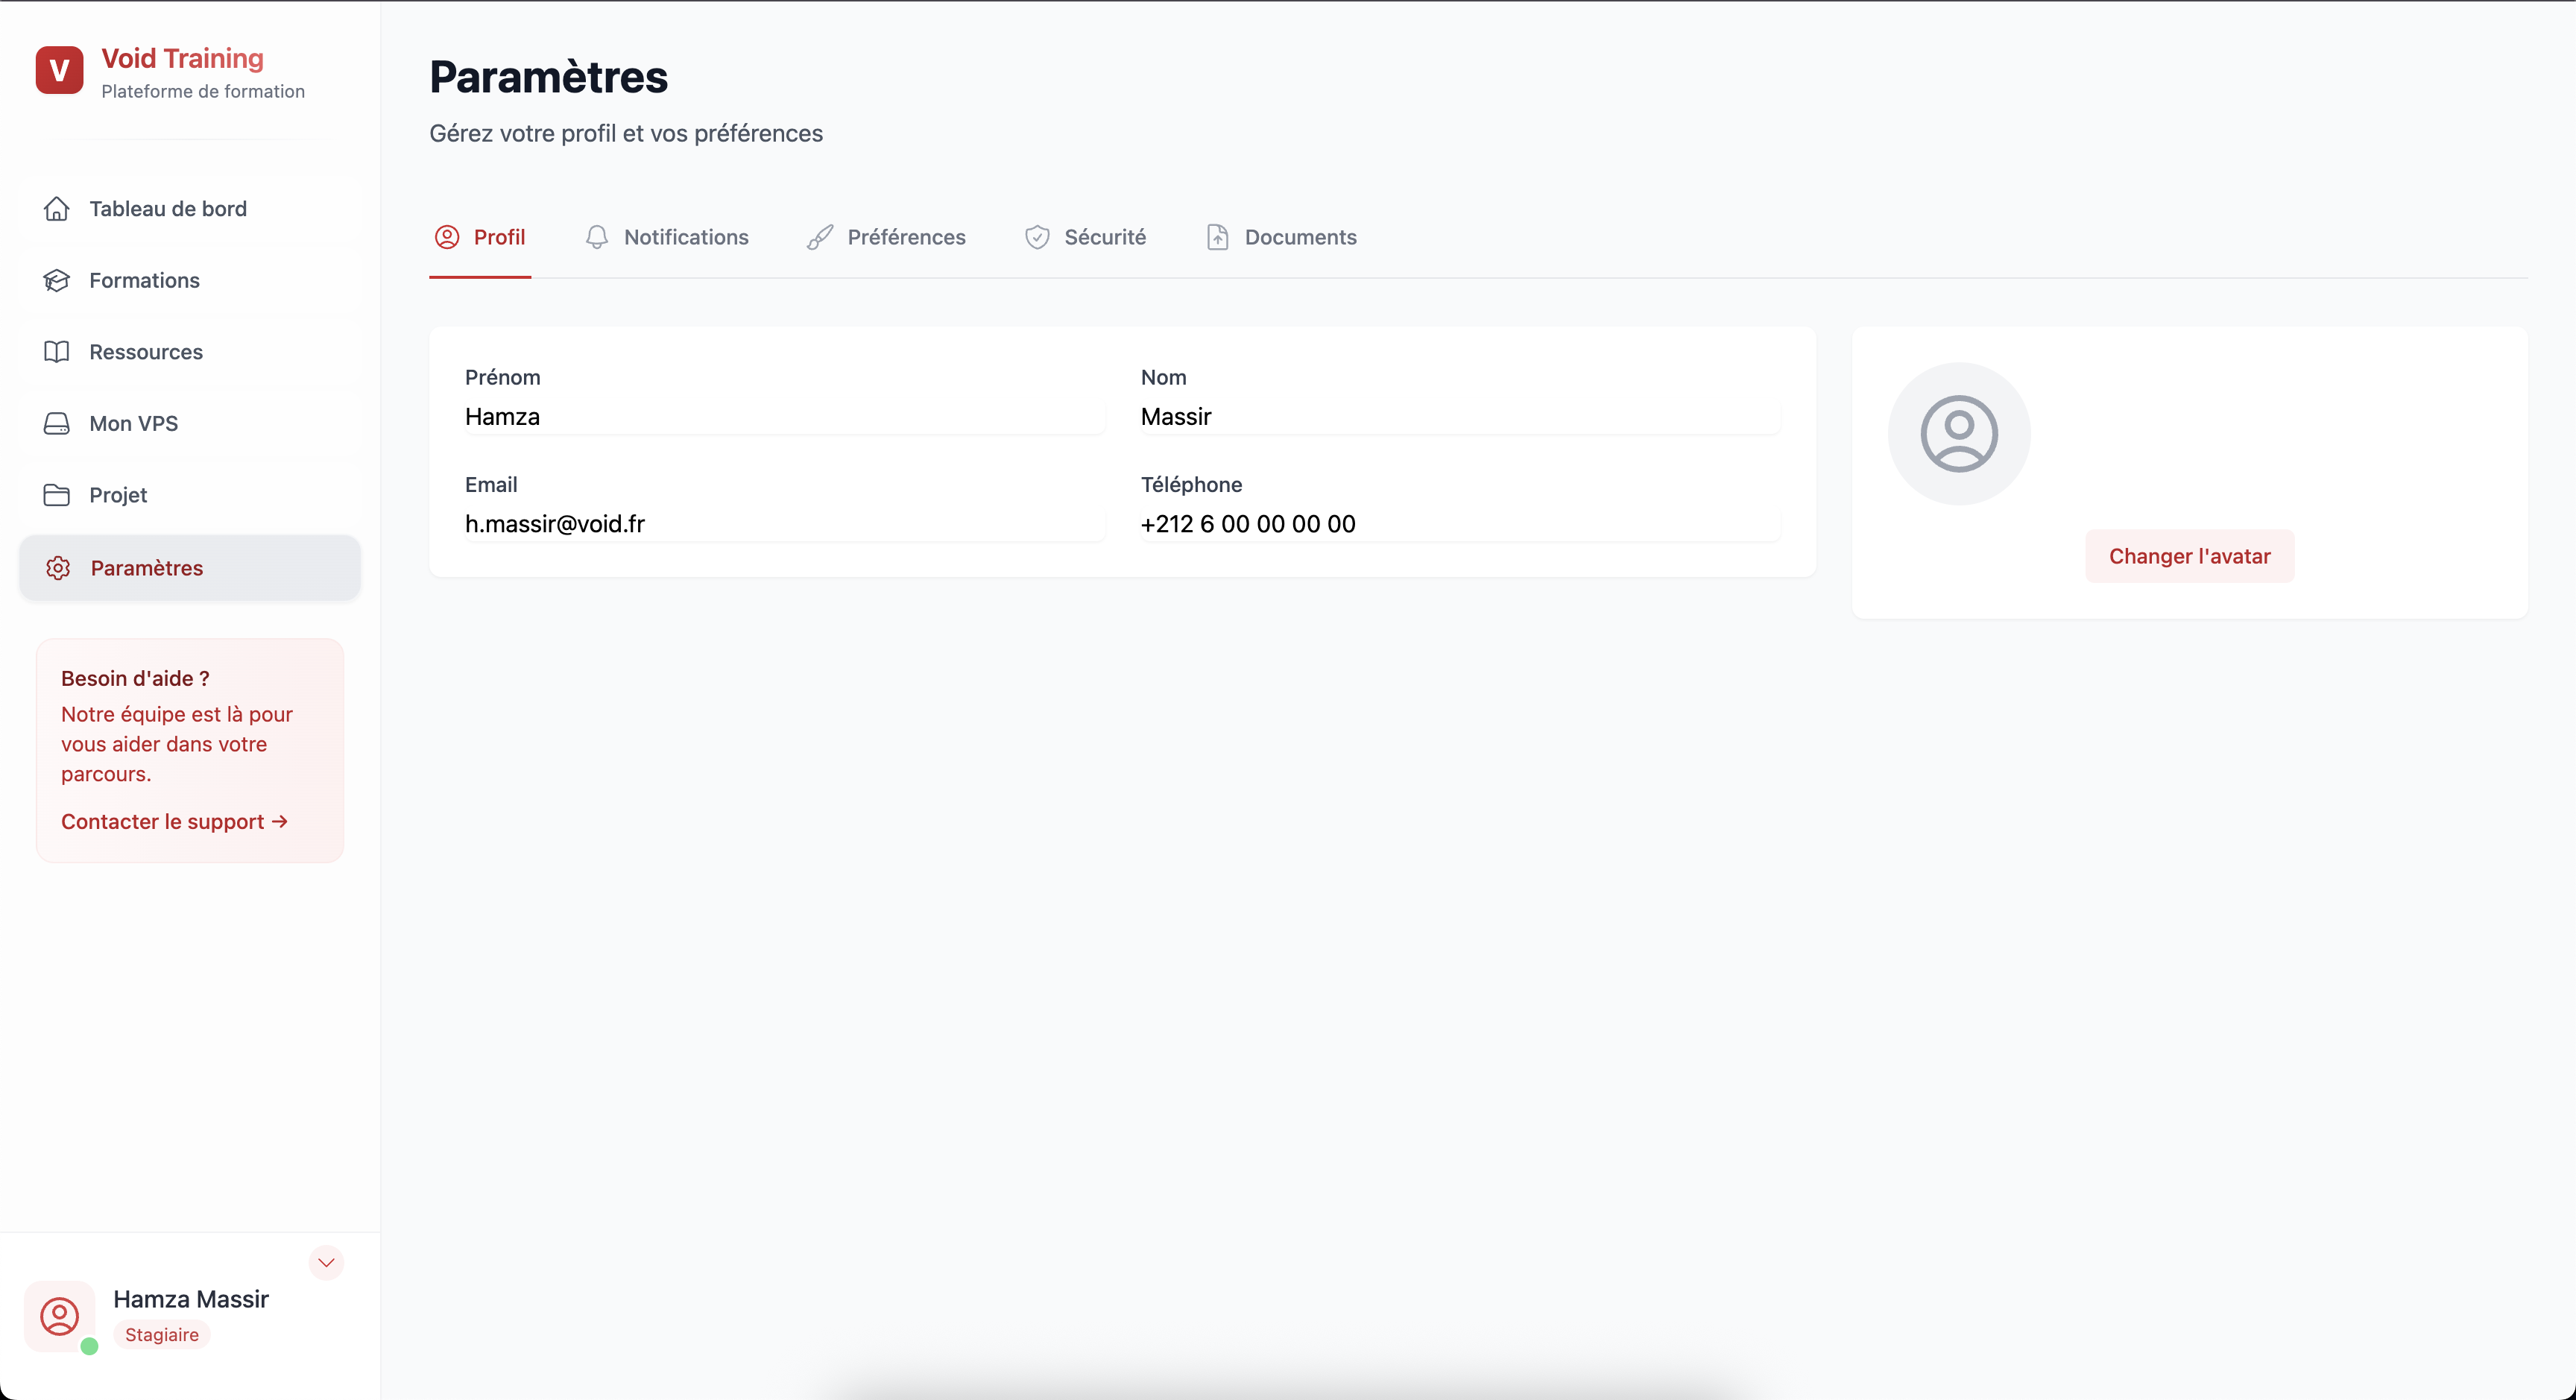 V
Void Training
Plateforme de formation
Tableau de bord
Formations
Ressources
Mon VPS
Projet
Paramètres
Besoin d'aide ?
Notre équipe est là pour
vous aider dans votre
parcours.
Contacter le support →
Hamza Massir
Stagiaire
Paramètres
Gérez votre profil et vos préférences
Profil
Notifications
Préférences
Sécurité
Documents
Prénom
Hamza
Nom
Massir
Email
h.massir@void.fr
Téléphone
+212 6 00 00 00 00
Changer l'avatar